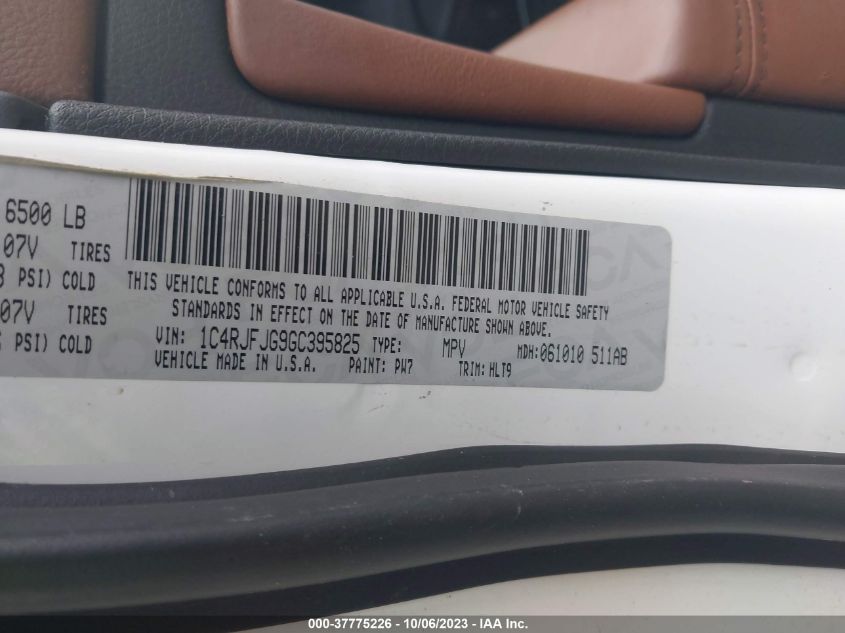 6500 LB
07V TIRES
PSI) COLD
07V TIRES
PSI) COLD
THIS VEHICLE CONFORMS TO ALL APPLICABLE U.S.A. FEDERAL MOTOR VEHICLE SAFETY
STANDARDS IN EFFECT ON THE DATE OF MANUFACTURE SHOWN ABOVE.
VIN: 1C4RJFJG9GC395825 TYPE: MPV MDH:061010 511AB
VEHICLE MADE IN U.S.A. PAINT: PW7 TRIM: HLT9
000-37775226 - 10/06/2023 - IAA Inc.